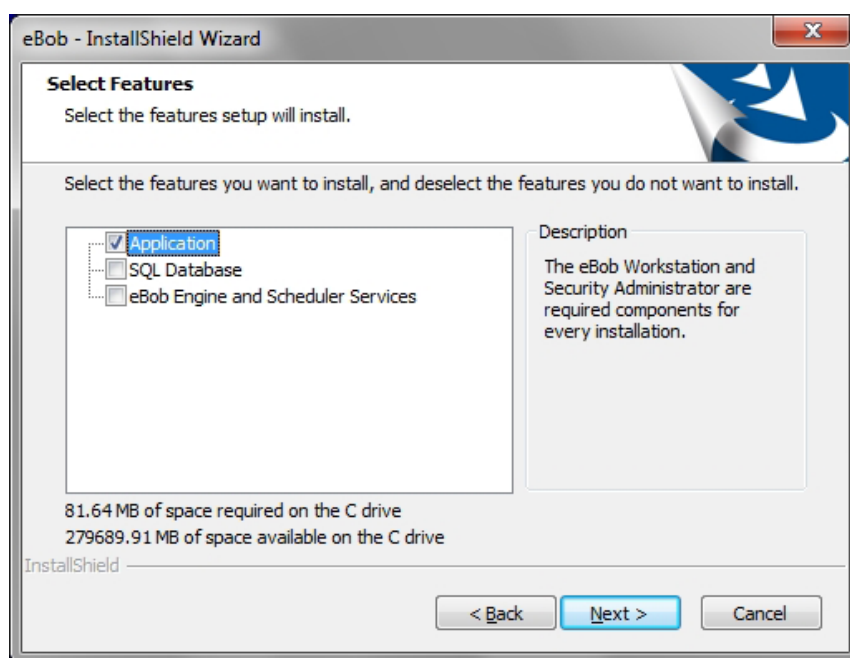 eBob - InstallShield Wizard
Select Features
Select the features setup will install.
Select the features you want to install, and deselect the features you do not want to install.
Application
SQL Database
eBob Engine and Scheduler Services
Description
The eBob Workstation and
Security Administrator are
required components for
every installation.
81.64 MB of space required on the C drive
279689.91 MB of space available on the C drive
InstallShield
< Back
Next >
Cancel